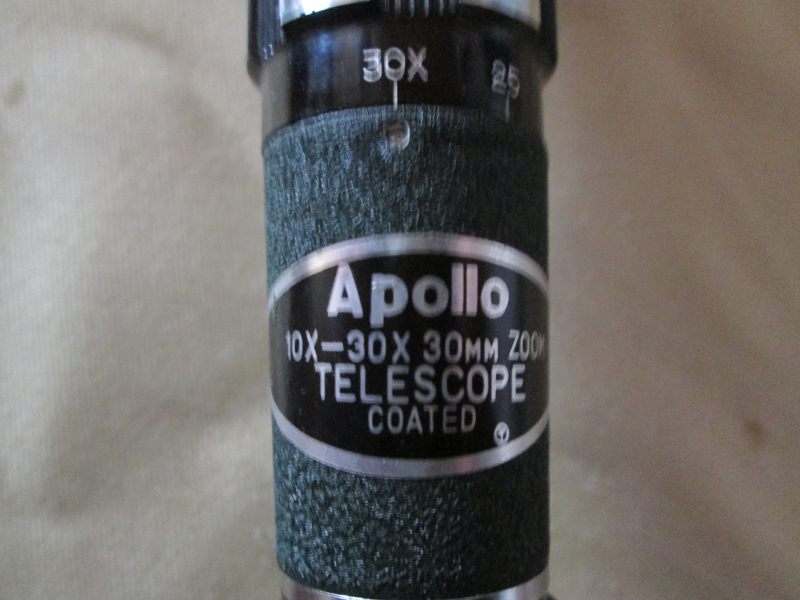 30X 25
Apollo
10X-30X 30MM ZOOM
TELESCOPE
COATED